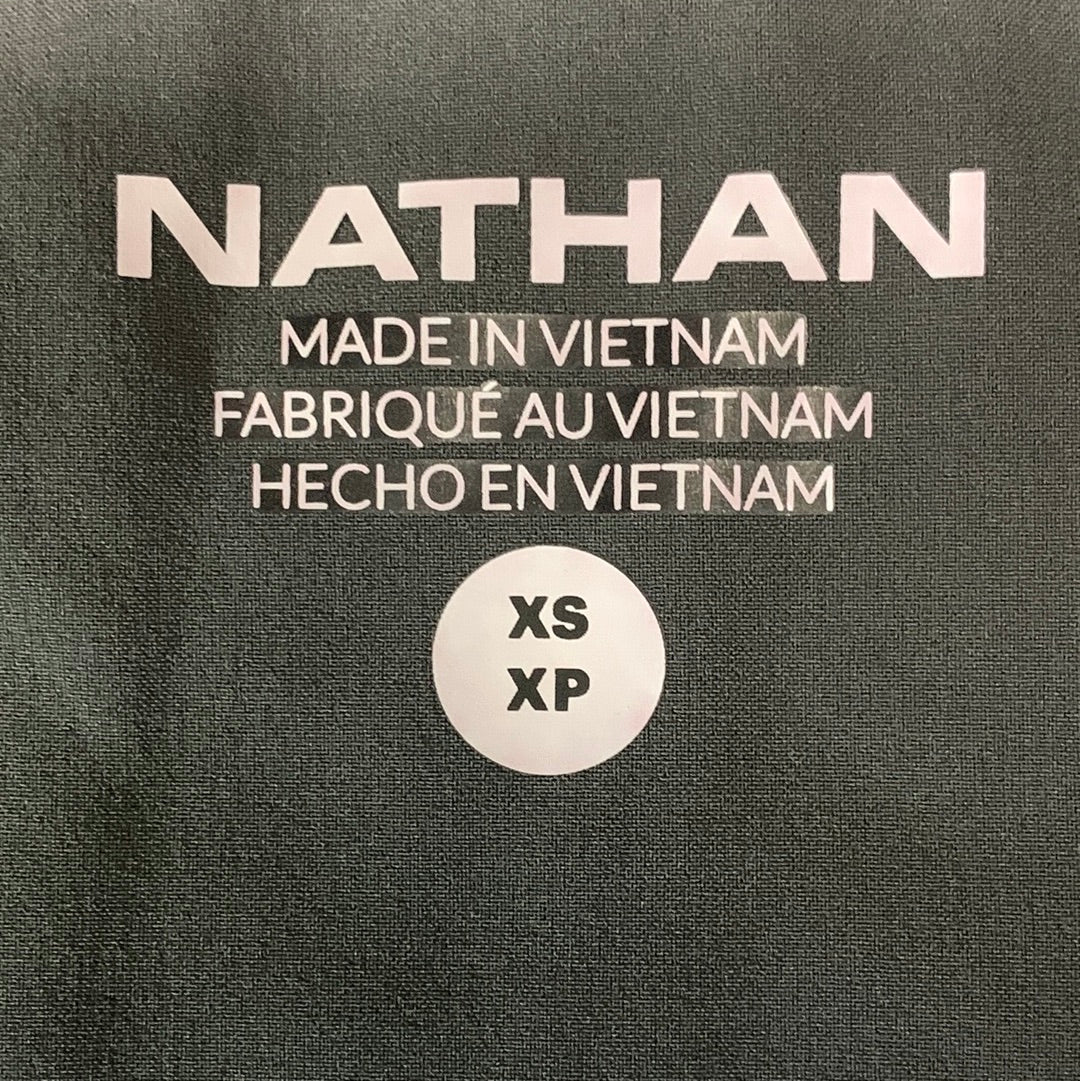 NATHAN
MADE IN VIETNAM
FABRIQUÉ AU VIETNAM
HECHO EN VIETNAM
XS
XP